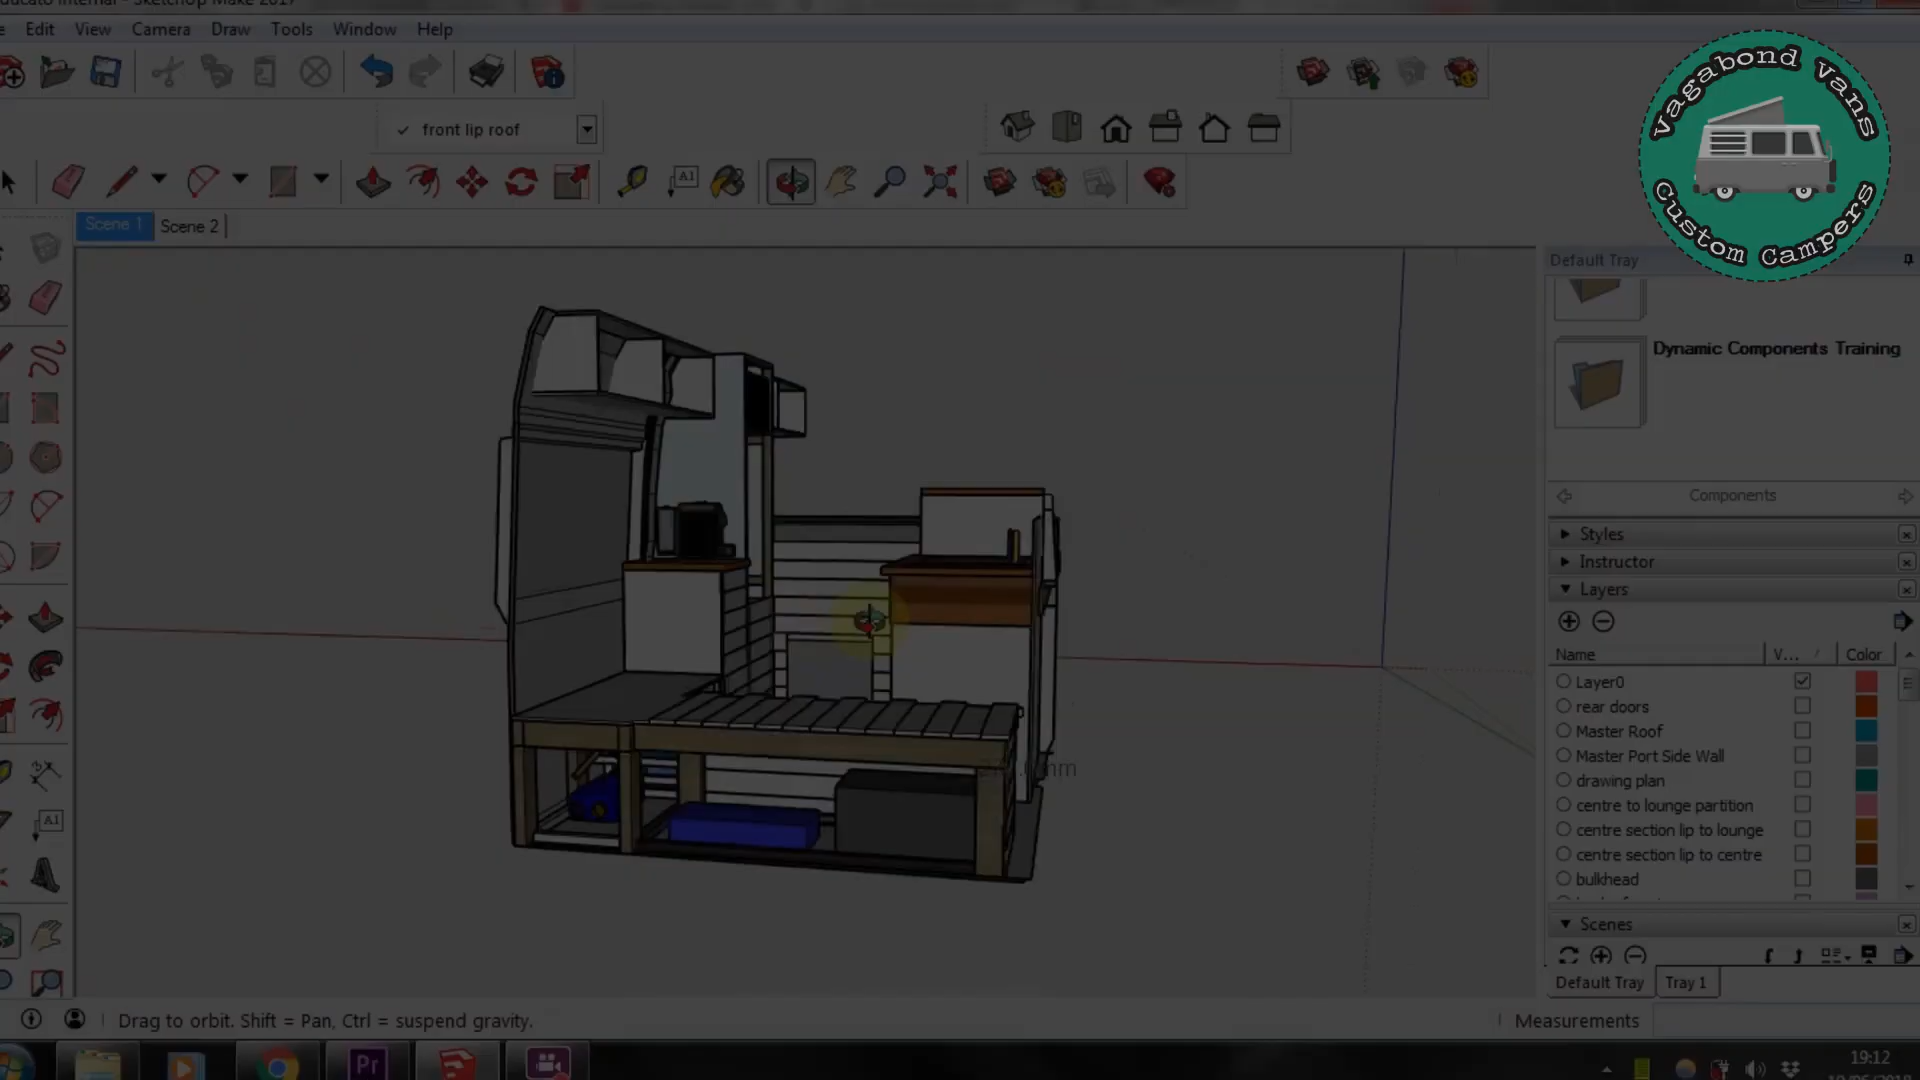 Edit View Camera Draw Tools Window Help
Vagabond Vans
Custom Campers
front lip roof
A1
Scene 1 Scene 2
Default Tray
Dynamic Components Training
Components
Styles
Instructor
Layers
Name V... Color
Layer0
rear doors
Master Roof
Master Port Side Wall
drawing plan
centre to lounge partition
centre section lip to lounge
centre section lip to centre
bulkhead
A1
Scenes
Default Tray Tray 1
Drag to orbit. Shift = Pan, Ctrl = suspend gravity.
Measurements
Pr
19:12